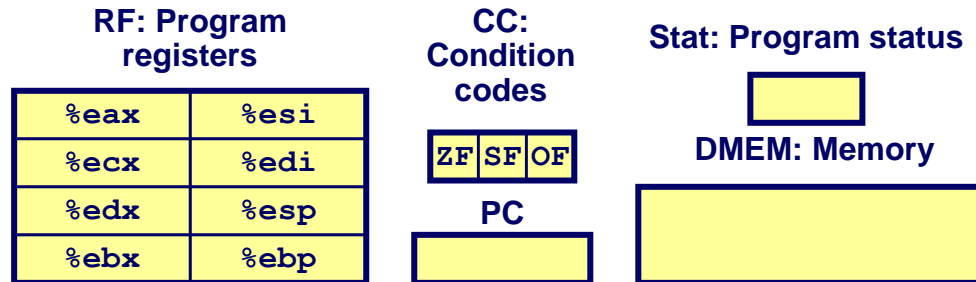 RF: Program
registers
%eax %esi
%ecx %edi
%edx %esp
%ebx %ebp
CC:
Condition
codes
ZF SF OF
PC
Stat: Program status
DMEM: Memory